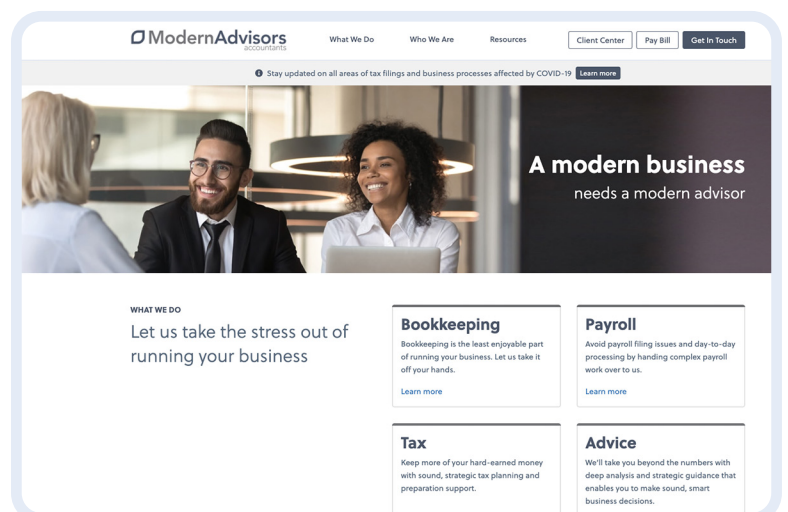 ModernAdvisors
accountants
What We Do
Who We Are
Resources
Client Center
Pay Bill
Get In Touch
Stay updated on all areas of tax filings and business processes affected by COVID-19
Learn more
A modern business
needs a modern advisor
WHAT WE DO
Let us take the stress out of
running your business
Bookkeeping
Bookkeeping is the least enjoyable part
of running your business. Let us take it
off your hands.
Learn more
Payroll
Avoid payroll filing issues and day-to-day
processing by handing complex payroll
work over to us.
Learn more
Tax
Keep more of your hard-earned money
with sound, strategic tax planning and
preparation support.
Advice
We'll take you beyond the numbers with
deep analysis and strategic guidance that
enables you to make sound, smart
business decisions.